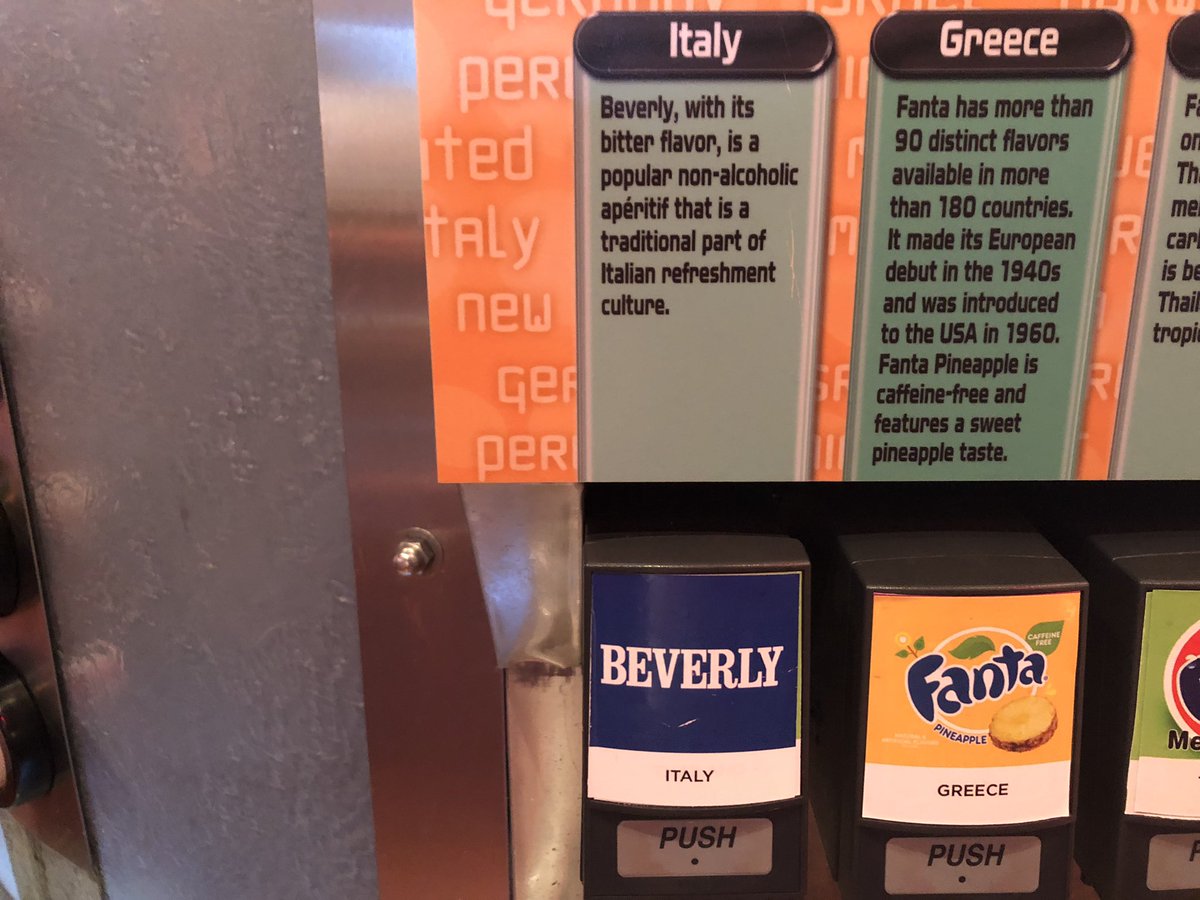 Italy
Beverly, with its
bitter flavor, is a
popular non-alcoholic
apéritif that is a
traditional part of
Italian refreshment
culture.
Greece
Fanta has more than
90 distinct flavors
available in more
than 180 countries.
It made its European
debut in the 1940s
and was introduced
to the USA in 1960.
Fanta Pineapple is
caffeine-free and
features a sweet
pineapple taste.
taly
new
BEVERLY
ITALY
PUSH
CAFFEINE
FREE
Fanta
PINEAPPLE
GREECE
PUSH